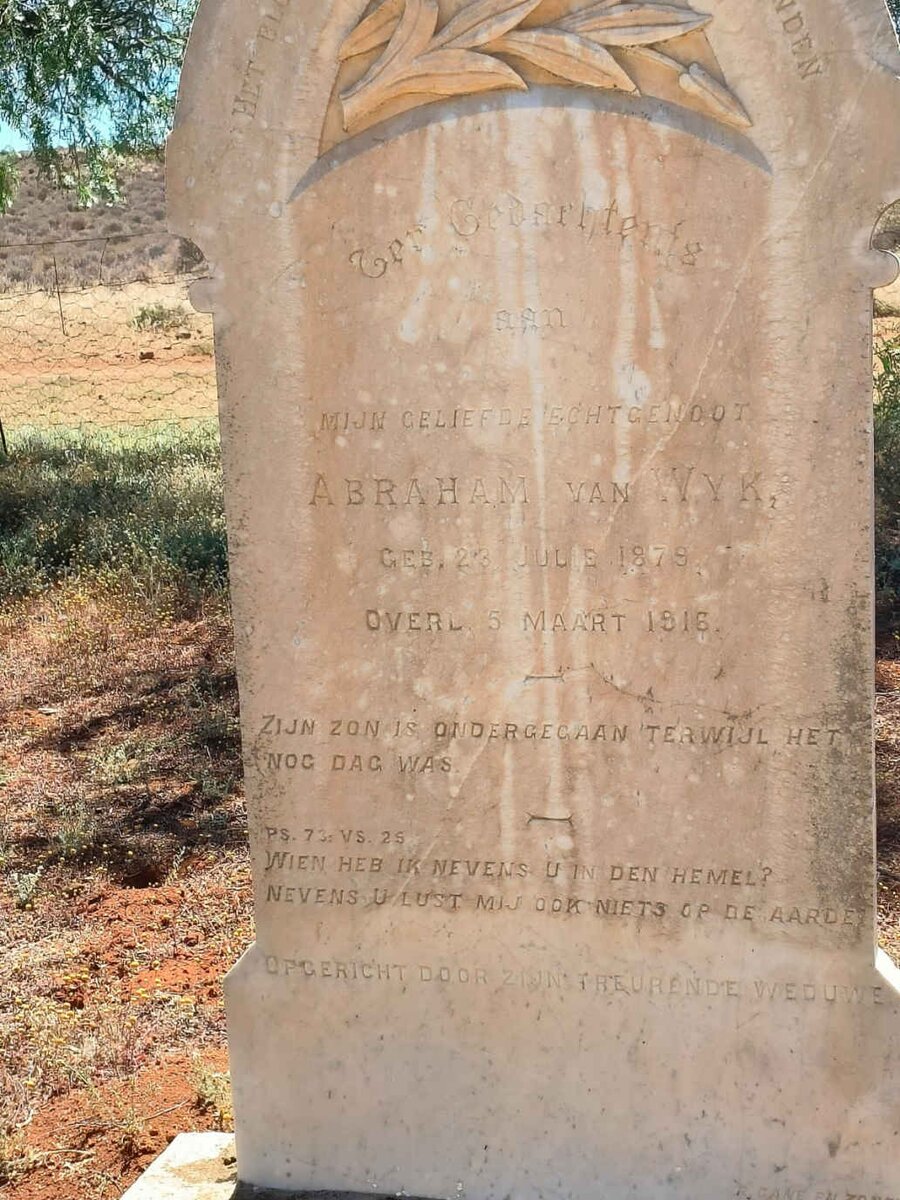 HET
Ter Gedachtenis
aan
MIJN GELIEFDE ECHTGENOOT
ABRAHAM VAN WYK,
GEB, 23 JULIE 1878.
OVERL. 5 MAART 1916.
ZIJN ZON IS ONDERGEGAAN TERWIJL HET
NOG DAG WAS.
PS. 73: VS. 25
WIEN HEB IK NEVENS U IN DEN HEMEL?
NEVENS U LUST MIJ OOK NIETS OP DE AARDE
OPGERICHT DOOR ZIJN TREURENDE WEDUWE